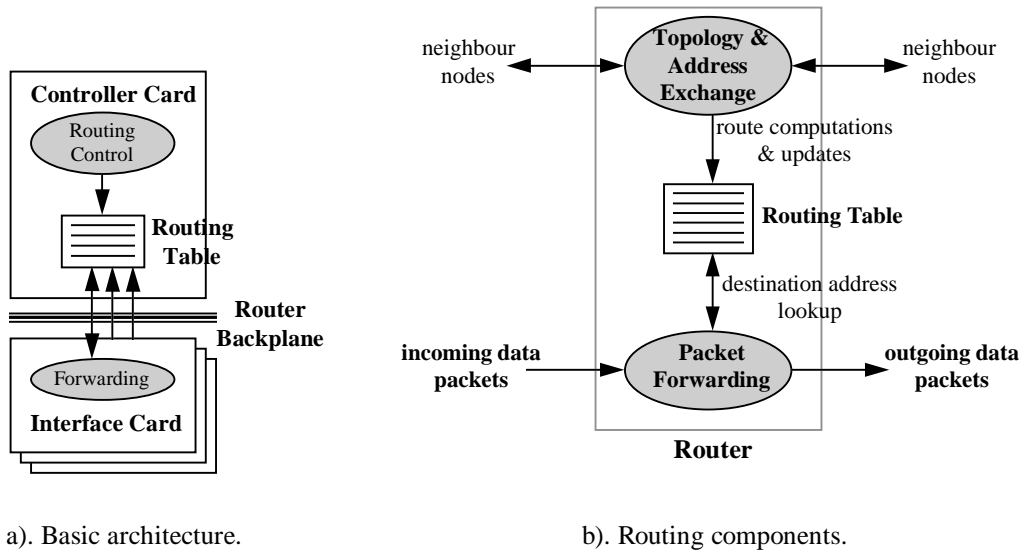 Controller Card
Routing
Control
Routing
Table
Router
Backplane
Forwarding
Interface Card
a). Basic architecture.
neighbour
nodes
Topology &
Address
Exchange
neighbour
nodes
route computations
& updates
Routing Table
destination address
lookup
incoming data
packets
Packet
Forwarding
outgoing data
packets
Router
b). Routing components.